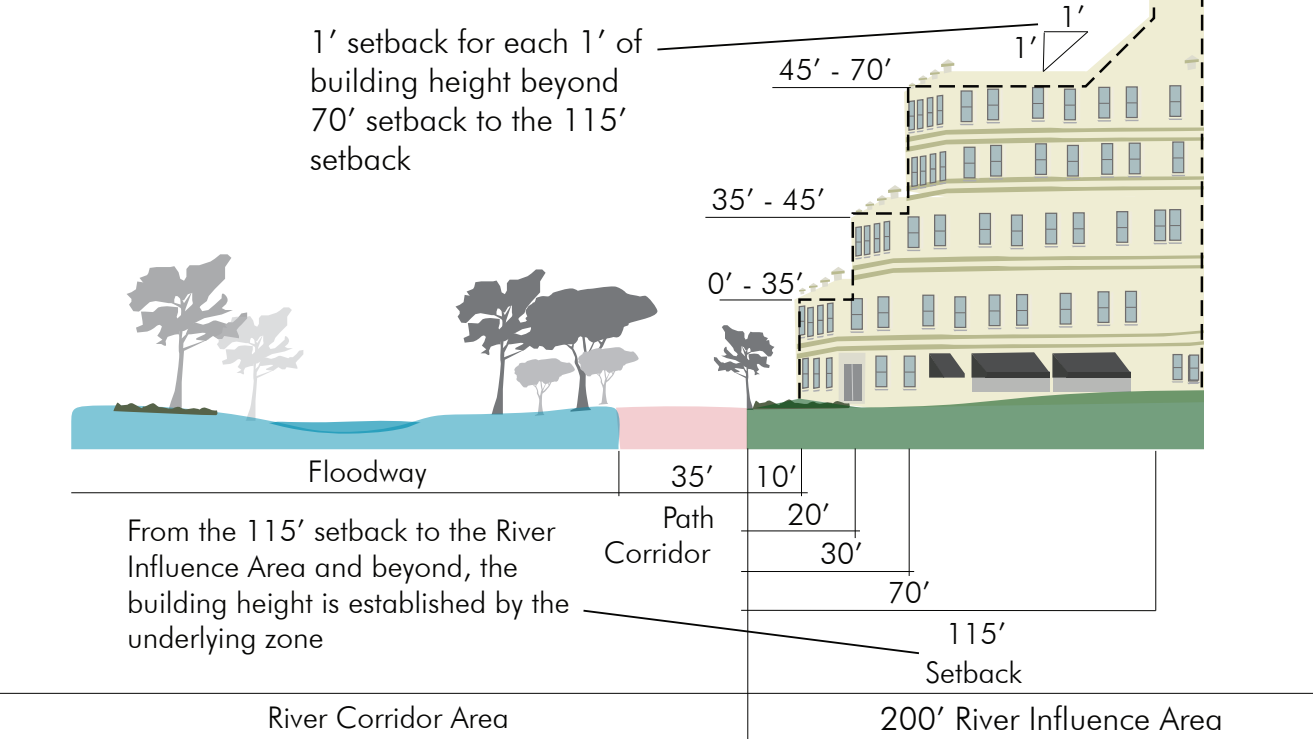 1′ setback for each 1′ of
building height beyond
70′ setback to the 115′
setback
1′
1′
45′ - 70′
35′ - 45′
0′ - 35′
Floodway
35′
10′
Path
Corridor
20′
30′
70′
115′
Setback
From the 115′ setback to the River
Influence Area and beyond, the
building height is established by the
underlying zone
River Corridor Area
200′ River Influence Area